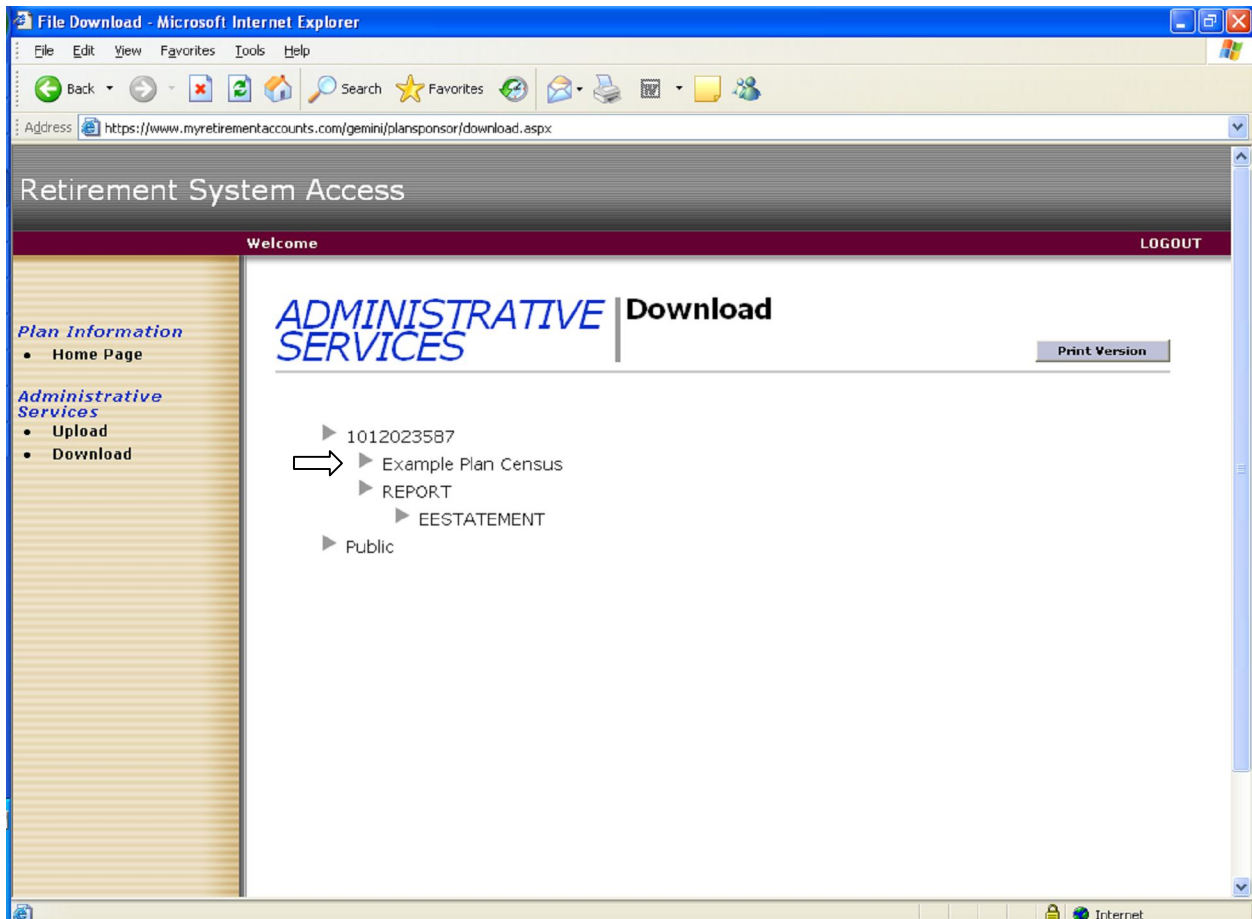 File Download - Microsoft Internet Explorer
File Edit View Favorites Tools Help
Back Search Favorites
Address https://www.myretirementaccounts.com/gemini/plansponsor/download.aspx
Retirement System Access
Welcome LOGOUT
Plan Information
• Home Page
Administrative
Services
• Upload
• Download
ADMINISTRATIVE
SERVICES
Download
Print Version
1012023587
Example Plan Census
REPORT
EESTATEMENT
Public
Internet